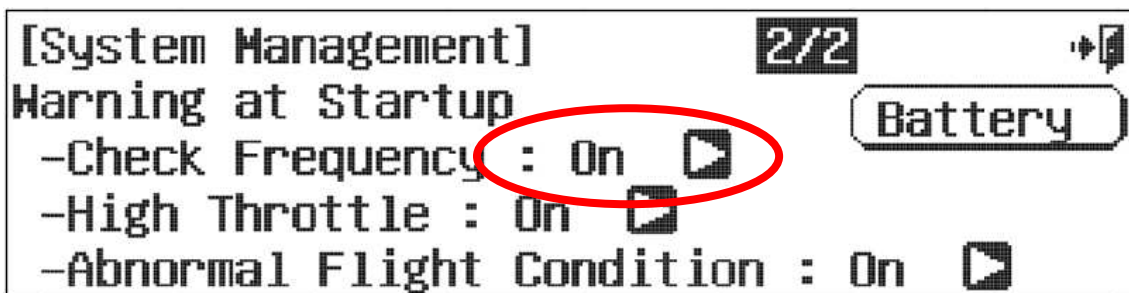 [System Management] 2/2
Warning at Startup
Battery
-Check Frequency : On
-High Throttle : On
-Abnormal Flight Condition : On